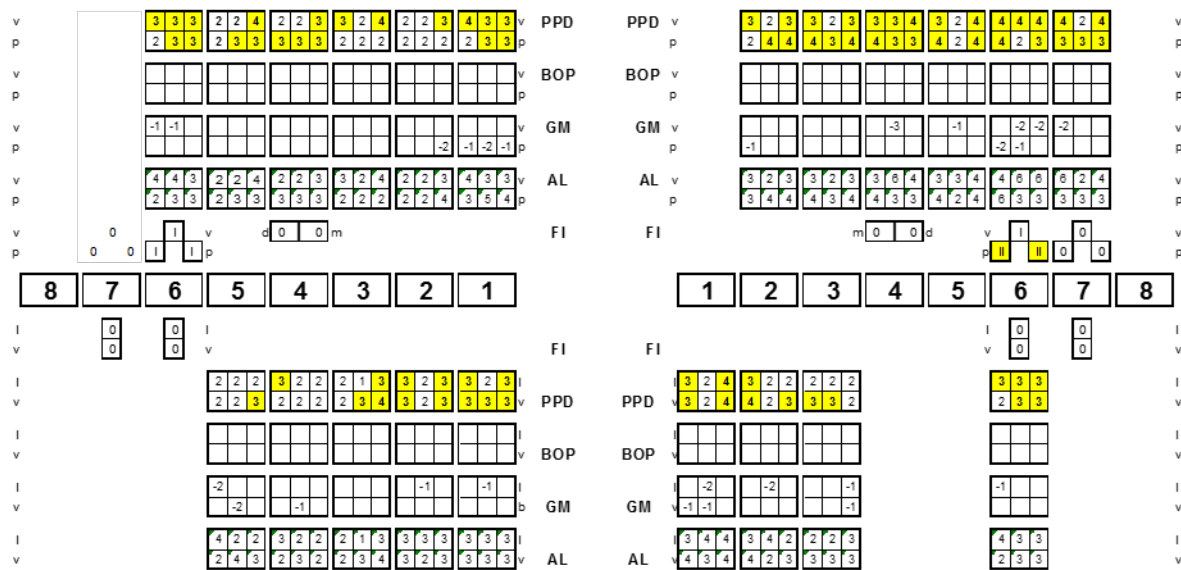 v 3 3 3 2 2 4 2 2 3 3 2 4 2 2 3 4 3 3 v PPD PPD v 3 2 3 3 2 4 3 3 4 3 2 4 4 4 4 4 2 4 v
p 2 3 3 2 3 3 3 3 3 2 2 2 2 2 2 2 3 3 p p 2 4 4 4 3 4 4 3 3 4 2 4 4 2 3 3 3 3 p
v v BOP BOP v v
p p p p
v -1 -1 v GM GM v -3 -1 -2 -2 -2 v
p -2 -1 -2 -1 p p -1 -2 -1 p
v 4 4 3 2 2 4 2 2 3 3 2 4 2 2 3 4 3 3 v AL AL v 3 2 3 3 2 4 3 6 4 3 3 4 4 6 6 6 2 4 v
p 2 3 3 2 3 3 3 3 3 2 2 2 2 2 4 3 5 4 p p 3 4 4 4 3 4 4 3 3 4 2 4 6 3 3 3 3 3 p
v 0 I v d 0 0 m FI FI m 0 0 d v I 0 v
p 0 0 I I p p II II 0 0 p
8 7 6 5 4 3 2 1 1 2 3 4 5 6 7 8
l 0 0 l l 0 0 l
v 0 0 v FI FI v 0 0 v
l 2 2 2 3 2 2 2 1 3 3 2 3 3 2 3 l l 3 2 4 3 2 2 2 2 2 3 3 3 l
v 2 2 3 2 2 2 2 3 4 3 2 3 3 3 3 v PPD PPD v 3 2 4 2 2 3 3 3 2 2 3 3 v
l l BOP BOP l l
v v v v
l -2 -1 -1 l l -2 -2 -1 -1 l
v -2 -1 b GM GM v -1 -1 -1 v
l 4 2 2 3 2 2 2 1 3 3 3 3 3 3 3 l l 3 4 4 3 4 2 2 2 3 4 3 3 l
v 2 4 3 2 3 2 2 3 4 3 2 3 3 3 3 v AL AL v 4 3 4 2 2 3 3 3 3 2 3 3 v